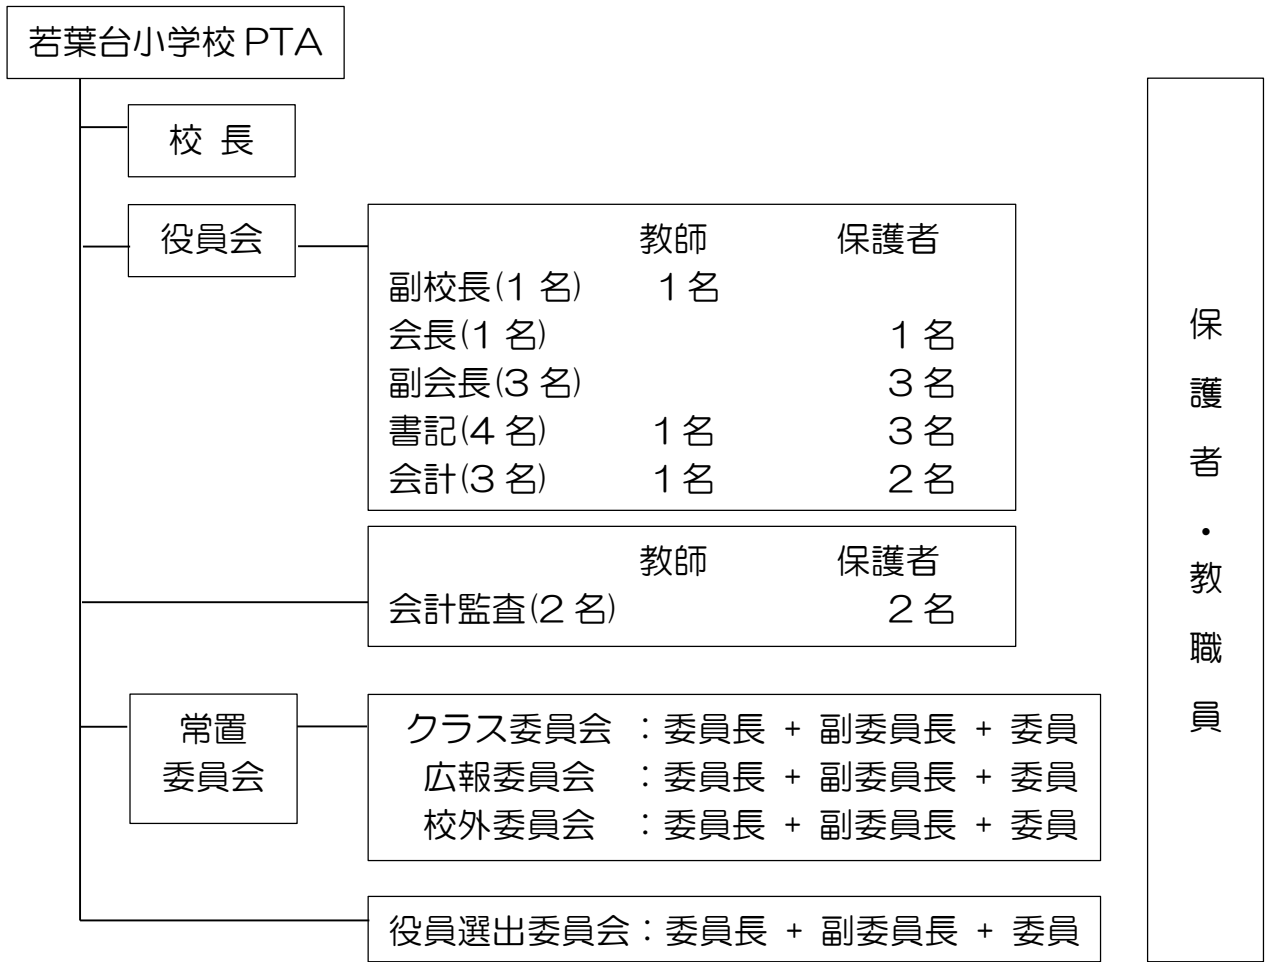 若葉台小学校PTA
校 長
役員会
教師 保護者
副校長(1名) 1名
会長(1名) 1名
副会長(3名) 3名
書記(4名) 1名 3名
会計(3名) 1名 2名
教師 保護者
会計監査(2名) 2名
常置
委員会
クラス委員会 :委員長 + 副委員長 + 委員
広報委員会 :委員長 + 副委員長 + 委員
校外委員会 :委員長 + 副委員長 + 委員
役員選出委員会:委員長 + 副委員長 + 委員
保護者・教職員